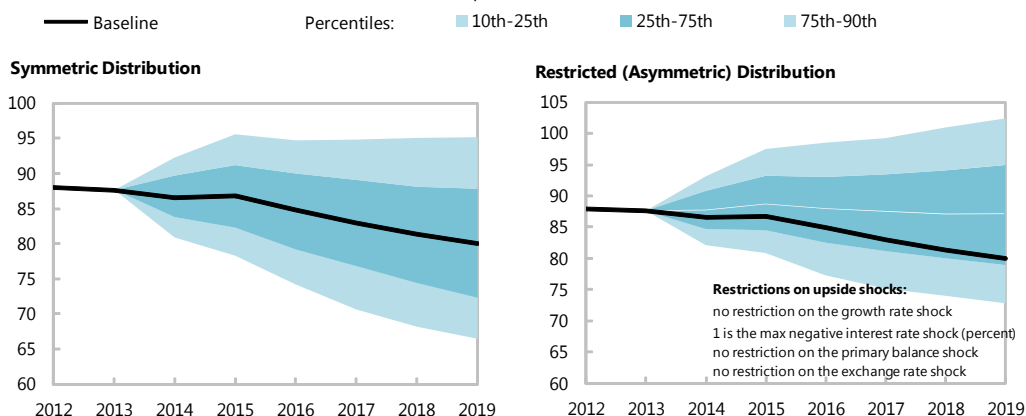 Baseline
Percentiles:
10th-25th
25th-75th
75th-90th
Symmetric Distribution
100
95
90
85
80
75
70
65
60
2012 2013 2014 2015 2016 2017 2018 2019
Restricted (Asymmetric) Distribution
105
100
95
90
85
80
75
70
65
60
Restrictions on upside shocks:
no restriction on the growth rate shock
1 is the max negative interest rate shock (percent)
no restriction on the primary balance shock
no restriction on the exchange rate shock
2012 2013 2014 2015 2016 2017 2018 2019